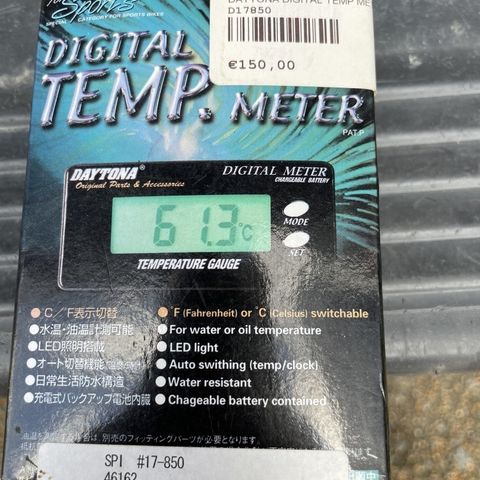 Sports
SPECIAL CATEGORY FOR SPORTS BIKES
DAYTONA DIGITAL TEMP ME
D17850
€150,00
DIGITAL
TEMP. METER
PAT.P
DAYTONA®
Original Parts & Accessories
DIGITAL METER
CHARGEABLE BATTERY
61.3°C
MODE
SET
TEMPERATURE GAUGE
●C／F表示切替
●°F (Fahrenheit) or °C (Celsius) switchable
●水温・油温計測可能
●For water or oil temperature
●LED照明搭載
●LED light
●オート切替機能
●Auto swithing (temp/clock)
●日常生活防水構造
●Water resistant
●充電式バックアップ電池内臓
●Chageable battery contained
場合は、別売のフィッティングパーツが必要となります。
SPI #17-850
46162